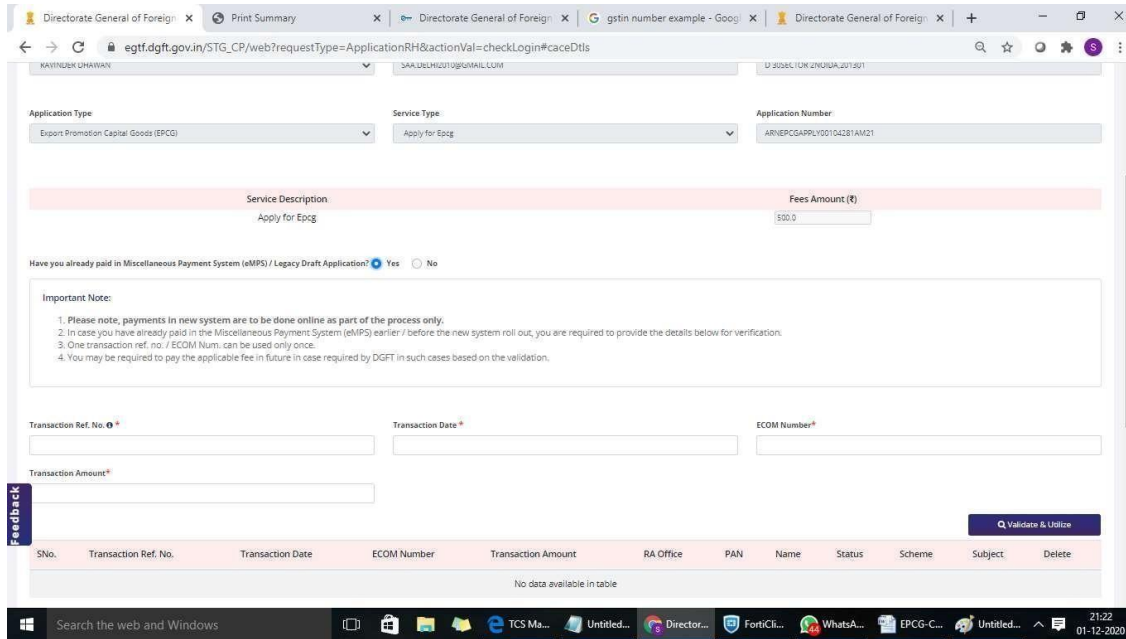 Directorate General of Foreign Print Summary Directorate General of Foreign gstin number example - Goog Directorate General of Foreign
egtf.dgft.gov.in/STG_CP/web?requestType=ApplicationRH&actionVal=checkLogin#caceDtls S
RAVINDER DHAWAN SAA.DELHI2010@GMAIL.COM D 30SECTOR 2NOIDA,201301
Application Type Service Type Application Number
Export Promotion Capital Goods (EPCG) Apply for Epcg ARNEPCGAPPLY00104281AM21
Service Description Fees Amount (₹)
Apply for Epcg 500.0
Have you already paid in Miscellaneous Payment System (eMPS) / Legacy Draft Application? Yes No
Important Note:
1. Please note, payments in new system are to be done online as part of the process only.
2. In case you have already paid in the Miscellaneous Payment System (eMPS) earlier / before the new system roll out, you are required to provide the details below for verification.
3. One transaction ref. no. / ECOM Num. can be used only once.
4. You may be required to pay the applicable fee in future in case required by DGFT in such cases based on the validation.
Transaction Ref. No. * Transaction Date * ECOM Number*
Transaction Amount*
Feedback
Validate & Utilize
SNo. Transaction Ref. No. Transaction Date ECOM Number Transaction Amount RA Office PAN Name Status Scheme Subject Delete
No data available in table
Search the web and Windows TCS Ma... Untitled... Director... FortiCli... 44 WhatsA... EPCG-C... Untitled... 21:22
01-12-2020